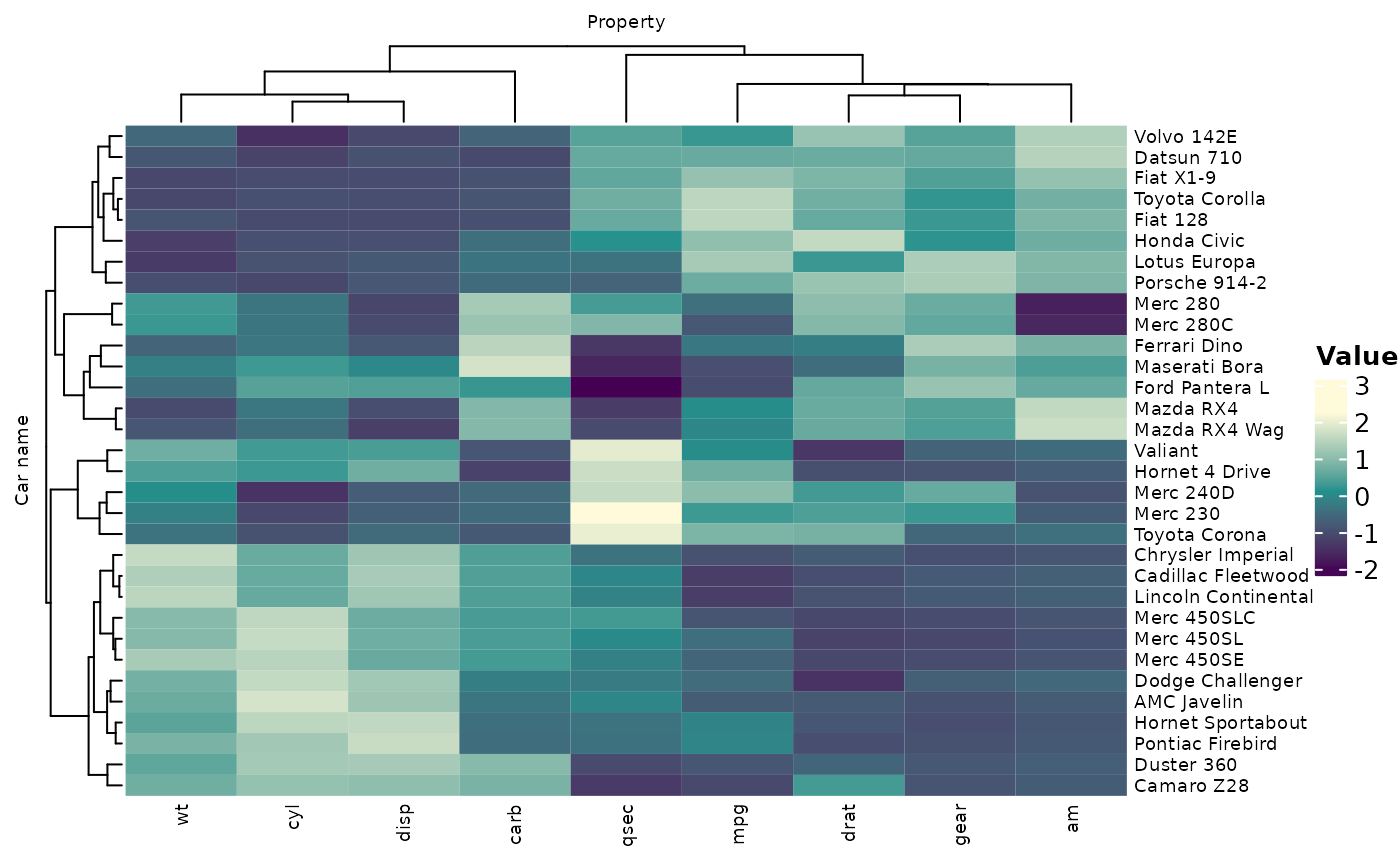 Property
Car name
Volvo 142E
Datsun 710
Fiat X1-9
Toyota Corolla
Fiat 128
Honda Civic
Lotus Europa
Porsche 914-2
Merc 280
Merc 280C
Ferrari Dino
Maserati Bora
Ford Pantera L
Mazda RX4
Mazda RX4 Wag
Valiant
Hornet 4 Drive
Merc 240D
Merc 230
Toyota Corona
Chrysler Imperial
Cadillac Fleetwood
Lincoln Continental
Merc 450SLC
Merc 450SL
Merc 450SE
Dodge Challenger
AMC Javelin
Hornet Sportabout
Pontiac Firebird
Duster 360
Camaro Z28
wt
cyl
disp
carb
qsec
mpg
drat
gear
am
Value
3
2
1
0
-1
-2